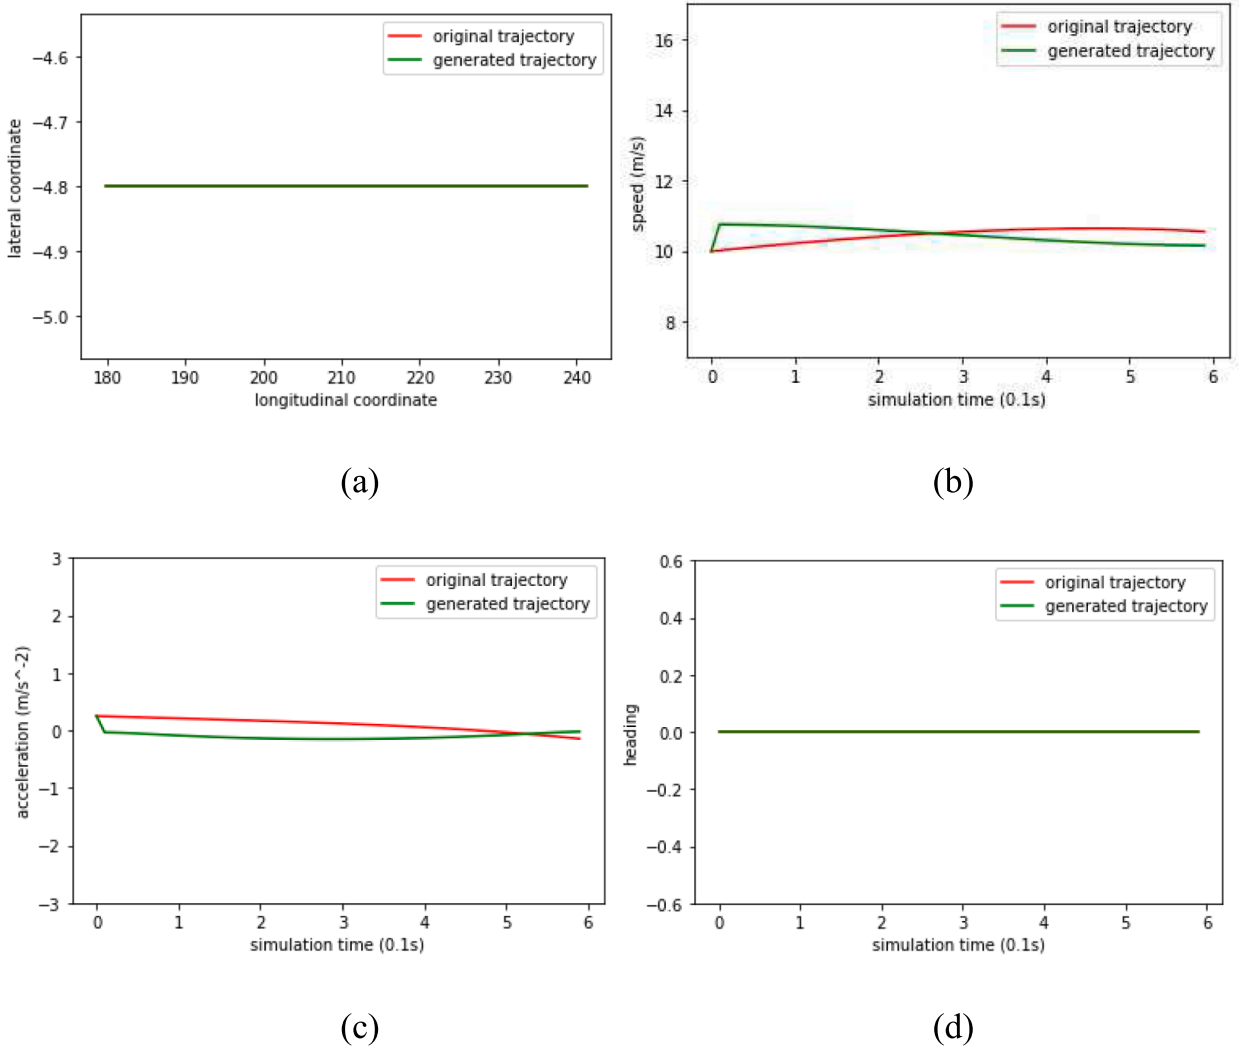 original trajectory
generated trajectory
−4.6
−4.7
−4.8
−4.9
−5.0
lateral coordinate
180 190 200 210 220 230 240
longitudinal coordinate
(a)
original trajectory
generated trajectory
16
14
12
10
8
speed (m/s)
0 1 2 3 4 5 6
simulation time (0.1s)
(b)
original trajectory
generated trajectory
3
2
1
0
−1
−2
−3
acceleration (m/s^-2)
0 1 2 3 4 5 6
simulation time (0.1s)
(c)
original trajectory
generated trajectory
0.6
0.4
0.2
0.0
−0.2
−0.4
−0.6
heading
0 1 2 3 4 5 6
simulation time (0.1s)
(d)